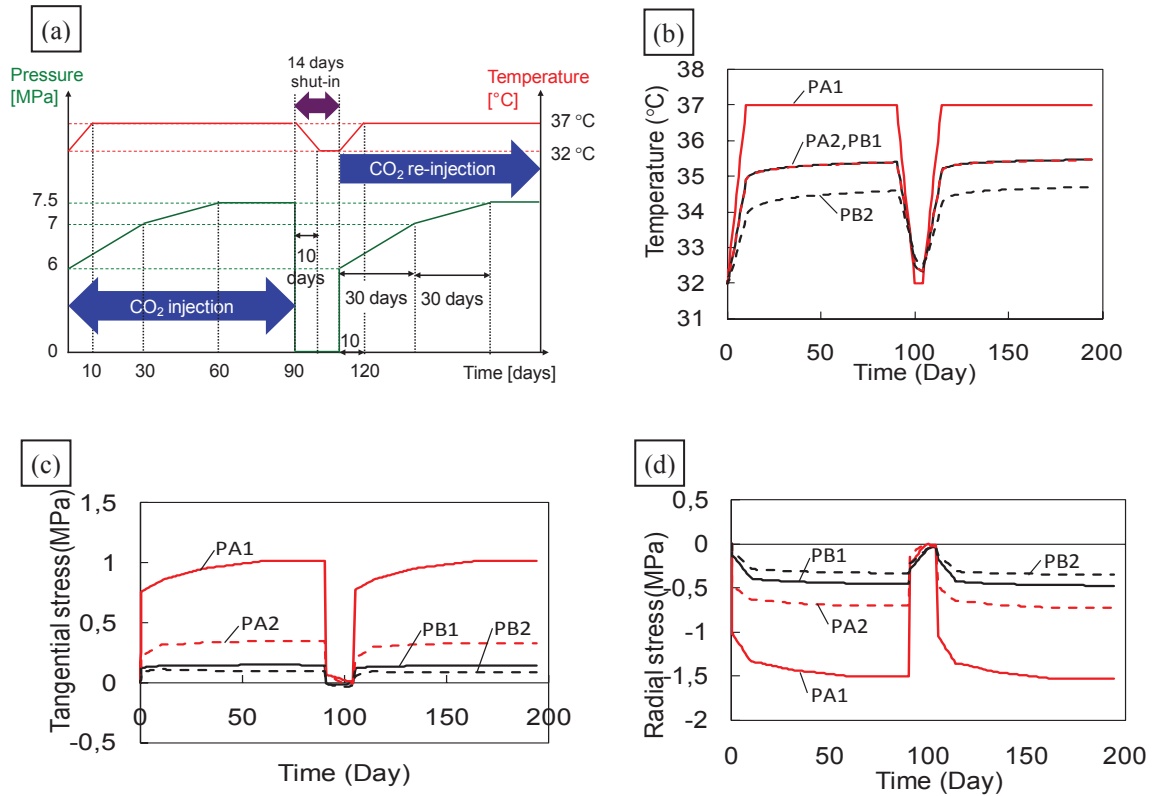 (a)
Pressure
[MPa]
14 days
shut-in
Temperature
[°C]
37 °C
32 °C
CO2 re-injection
7.5
7
6
10
days
30 days
30 days
CO2 injection
10
0
10
30
60
90
120
Time [days]
(b)
Temperature (°C)
38
37
36
35
34
33
32
31
PA1
PA2,PB1
PB2
0
50
100
150
200
Time (Day)
(c)
Tangential stress(MPa)
1,5
1
0,5
0
-0,5
PA1
PA2
PB1
PB2
0
50
100
150
200
Time (Day)
(d)
Radial stress(MPa)
0,5
0
-0,5
-1
-1,5
-2
PB1
PB2
PA2
PA1
0
50
100
150
200
Time (Day)